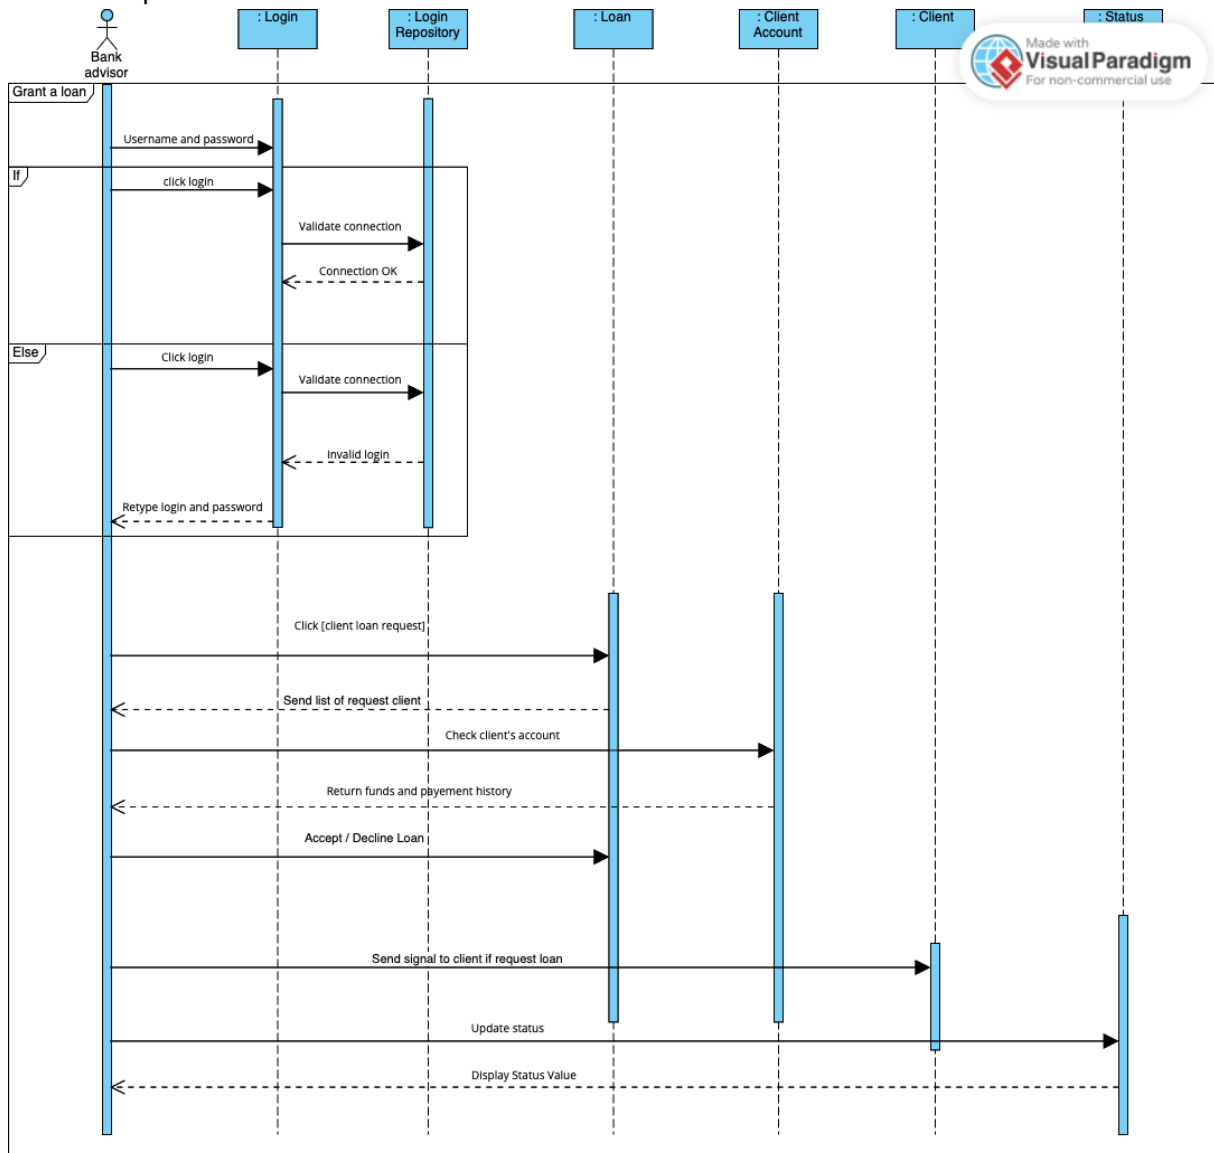 : Login
: Login
Repository
: Loan
: Client
Account
: Client
: Status
Made with
Visual Paradigm
For non-commercial use
Bank
advisor
Grant a loan
Username and password
If
click login
Validate connection
Connection OK
Else
Click login
Validate connection
Invalid login
Retype login and password
Click [client loan request]
Send list of request client
Check client's account
Return funds and payement history
Accept / Decline Loan
Send signal to client if request loan
Update status
Display Status Value